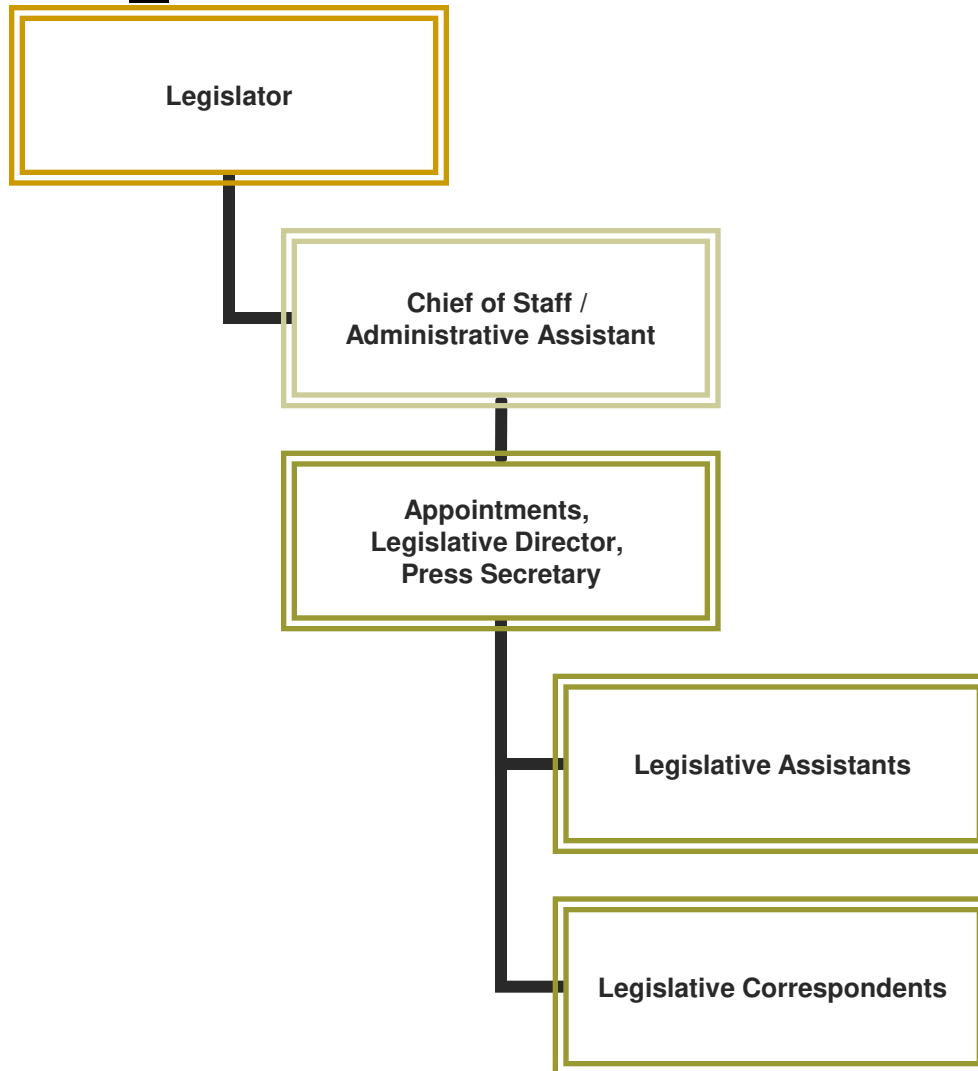 Legislator
Chief of Staff /
Administrative Assistant
Appointments,
Legislative Director,
Press Secretary
Legislative Assistants
Legislative Correspondents